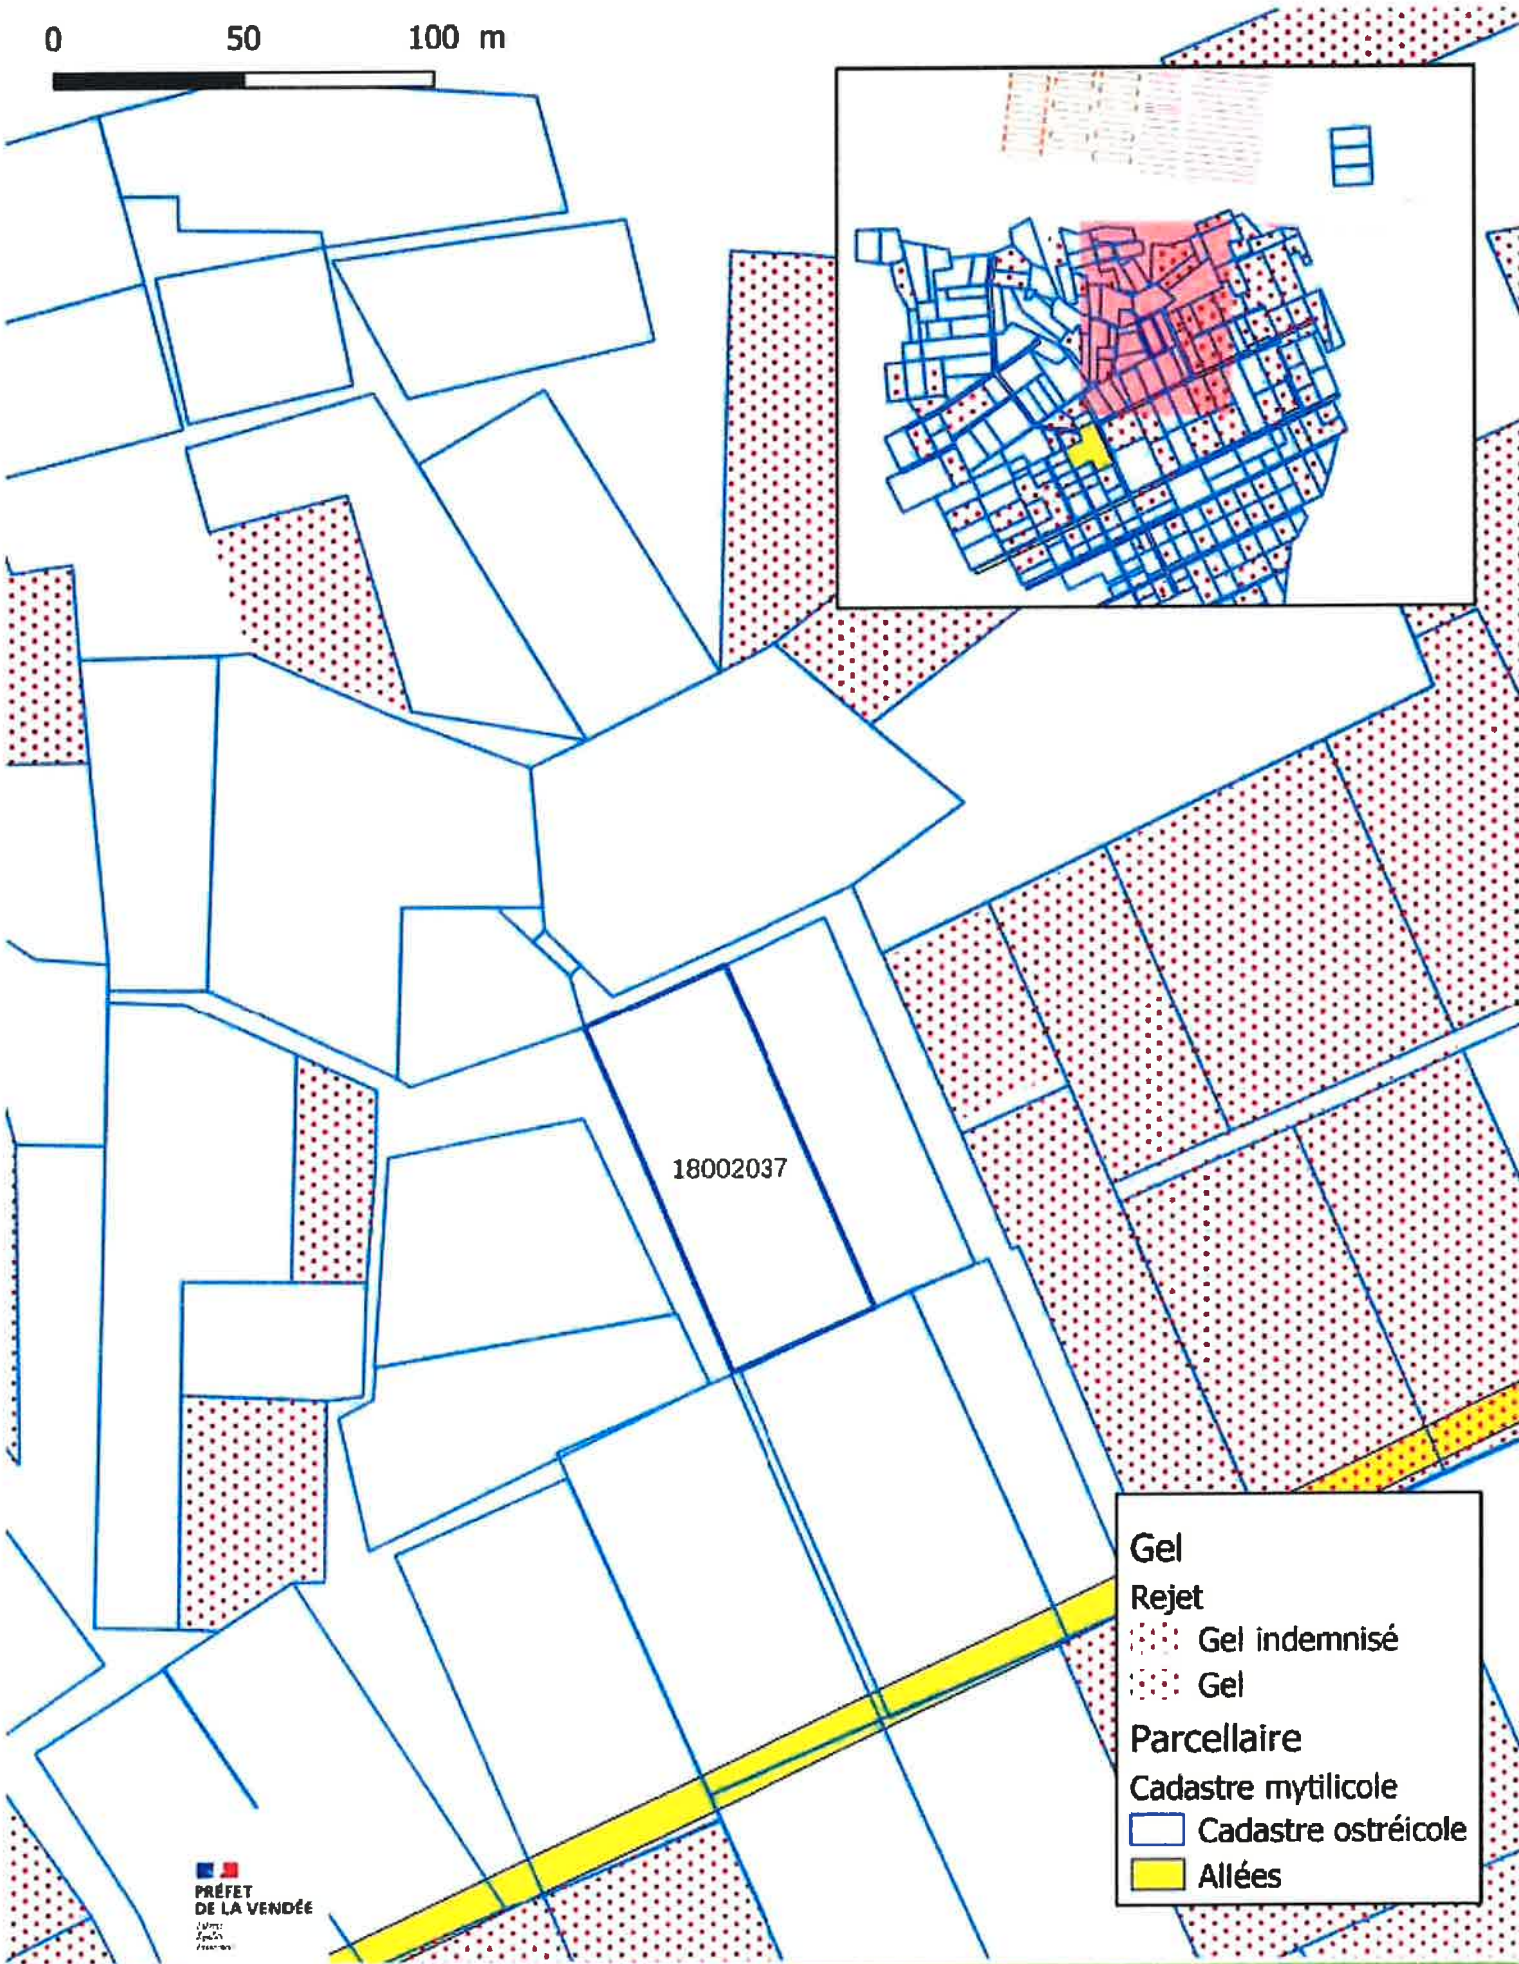 0 50 100 m
18002037
Gel
Rejet
Gel indemnisé
Gel
Parcellaire
Cadastre mytilicole
Cadastre ostréicole
Allées
PRÉFET
DE LA VENDÉE